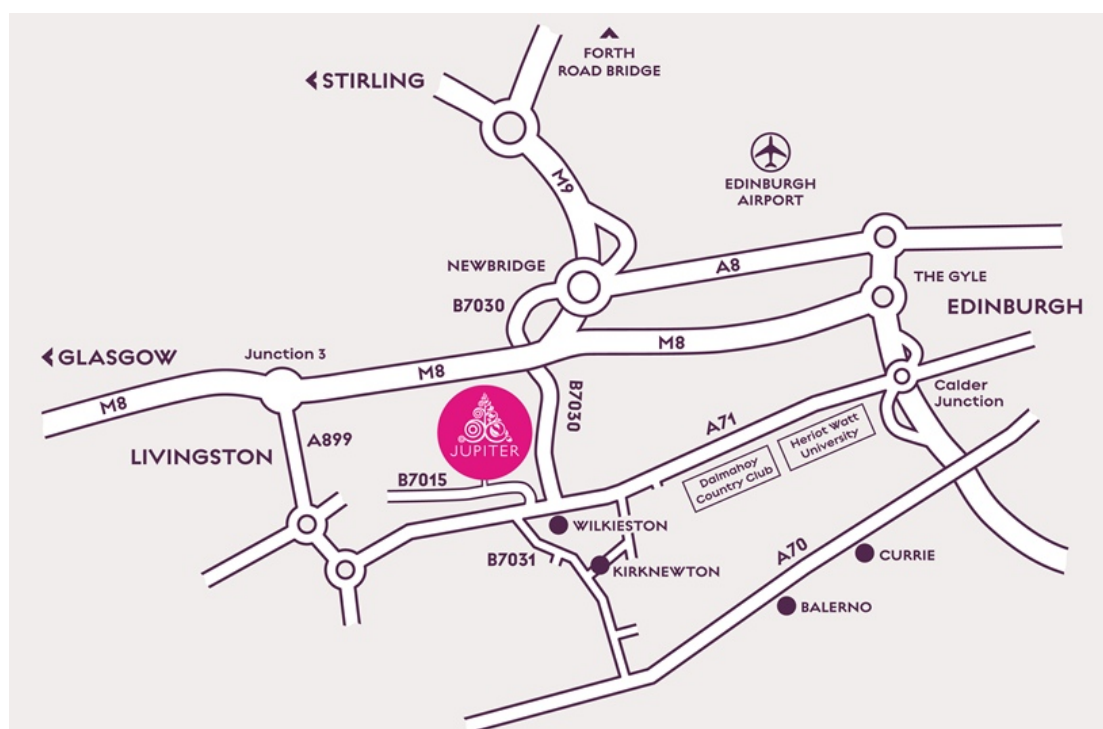 FORTH
ROAD BRIDGE
STIRLING
M9
EDINBURGH
AIRPORT
NEWBRIDGE
A8
THE GYLE
B7030
EDINBURGH
GLASGOW
Junction 3
M8
M8
M8
B7030
Calder
Junction
A71
Heriot Watt
University
Dalmahoy
Country Club
LIVINGSTON
A899
JUPITER
B7015
WILKIESTON
B7031
KIRKNEWTON
A70
CURRIE
BALERNO